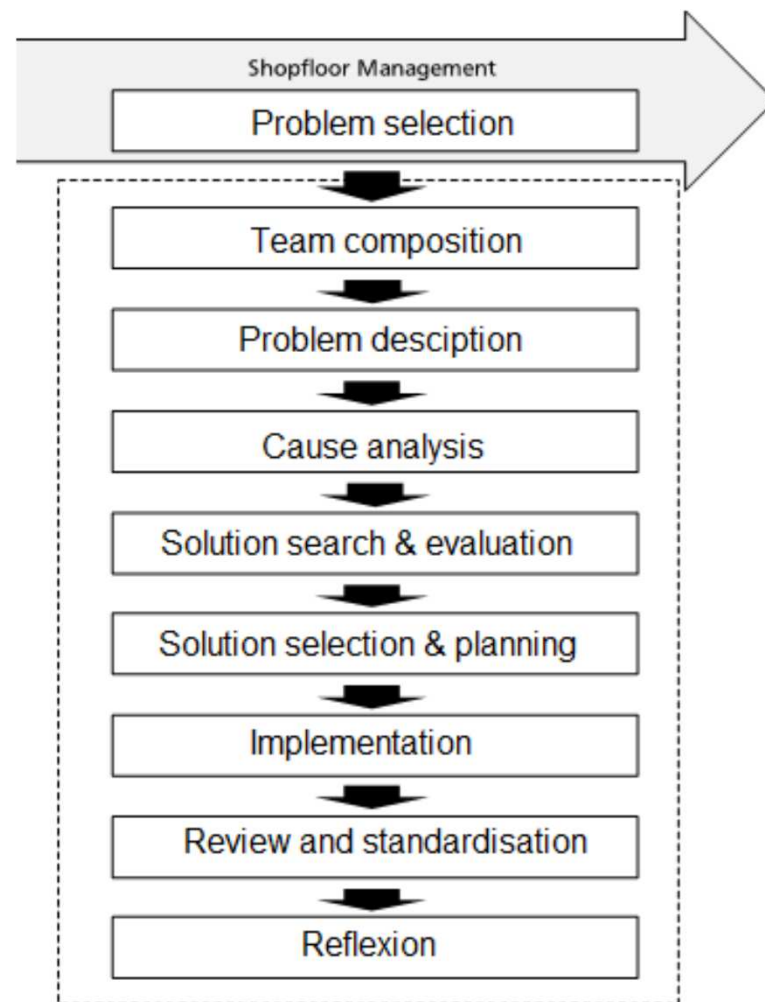 Shopfloor Management
Problem selection
Team composition
Problem desciption
Cause analysis
Solution search & evaluation
Solution selection & planning
Implementation
Review and standardisation
Reflexion